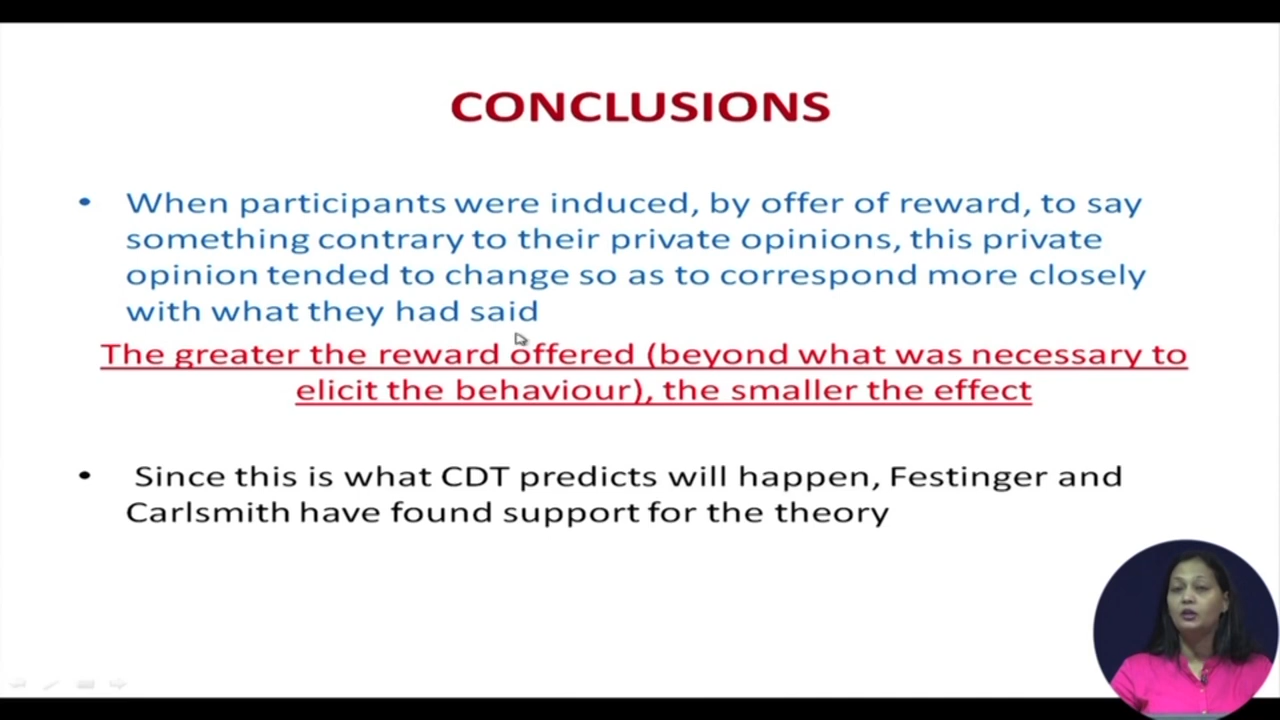 CONCLUSIONS
• When participants were induced, by offer of reward, to say
something contrary to their private opinions, this private
opinion tended to change so as to correspond more closely
with what they had said
The greater the reward offered (beyond what was necessary to
elicit the behaviour), the smaller the effect
• Since this is what CDT predicts will happen, Festinger and
Carlsmith have found support for the theory